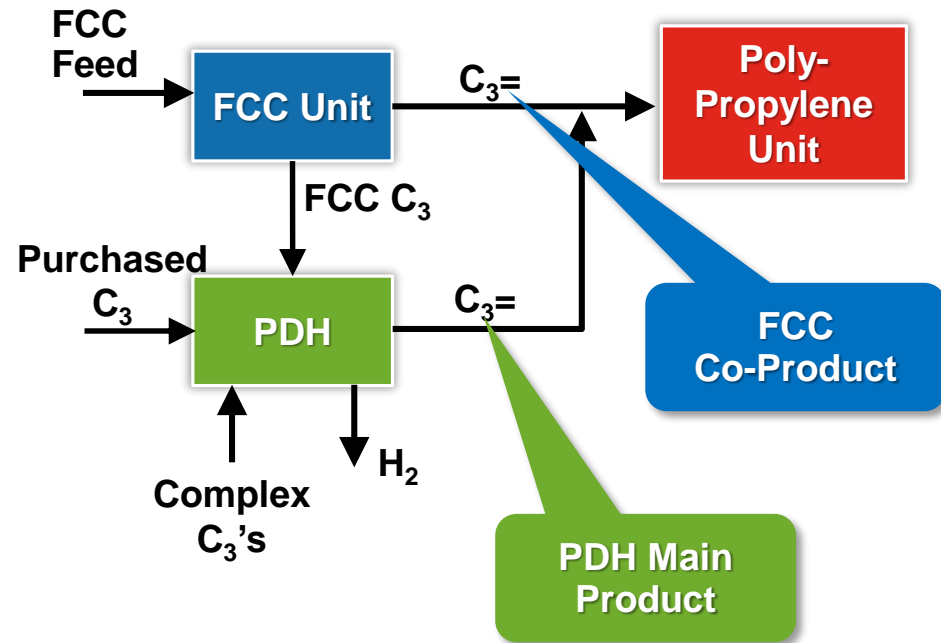 FCC
Feed
FCC Unit
C₃=
Poly-
Propylene
Unit
FCC C₃
Purchased
C₃
PDH
C₃=
FCC
Co-Product
H₂
Complex
C₃’s
PDH Main
Product